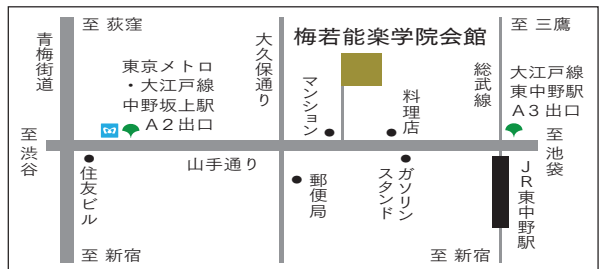 至 荻窪
青梅街道
東京メトロ
・大江戸線
中野坂上駅
A2出口
大久保通り
梅若能楽学院会館
マンション
料理店
総武線
至 三鷹
大江戸線
東中野駅
A3出口
至渋谷
山手通り
至池袋
住友ビル
郵便局
ガソリン
スタンド
JR東中野駅
至 新宿
至 新宿